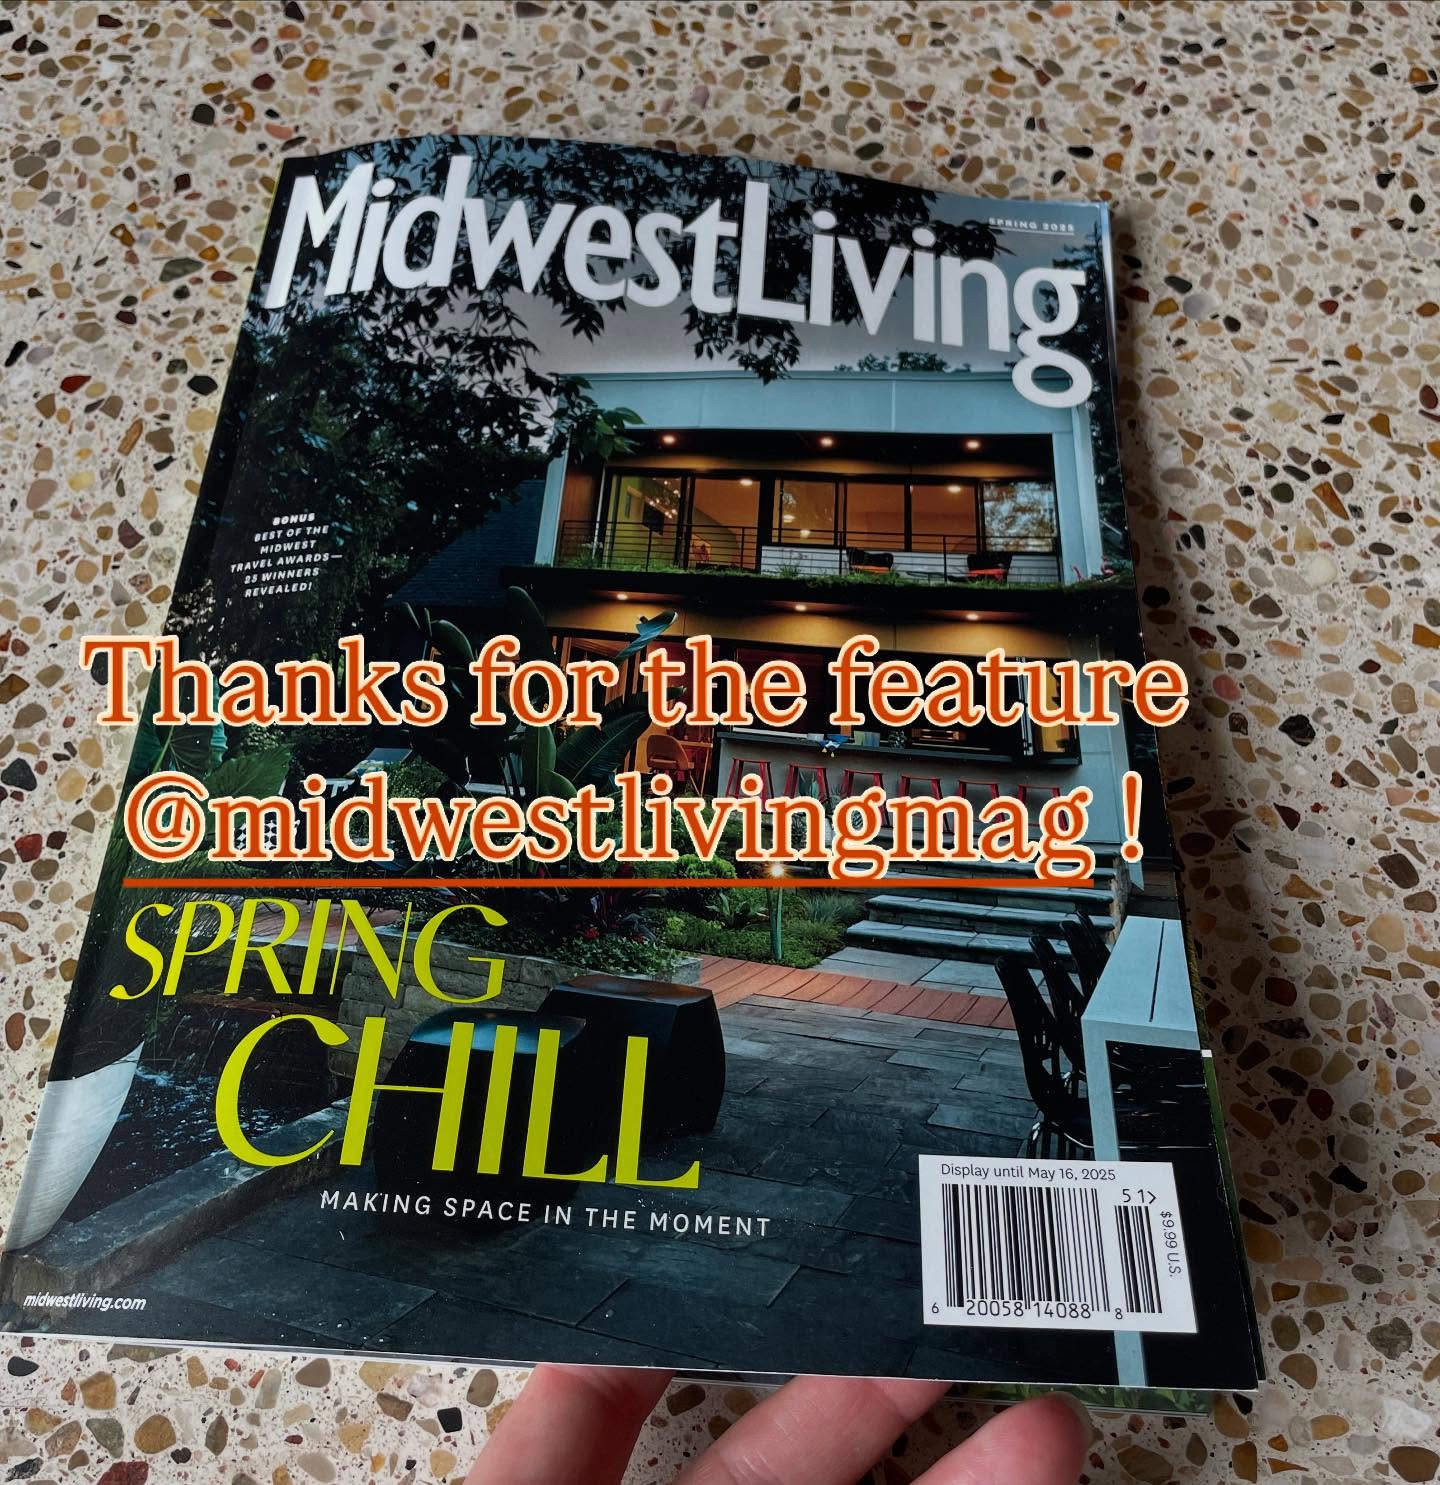 MidwestLiving
SPRING 2025
BONUS
BEST OF THE
MIDWEST
TRAVEL AWARDS—
25 WINNERS
REVEALED!
Thanks for the feature
@midwestlivingmag !
SPRING
CHILL
MAKING SPACE IN THE MOMENT
Display until May 16, 2025
5 1>
$9.99 U.S.
6 20058 14088 8
midwestliving.com